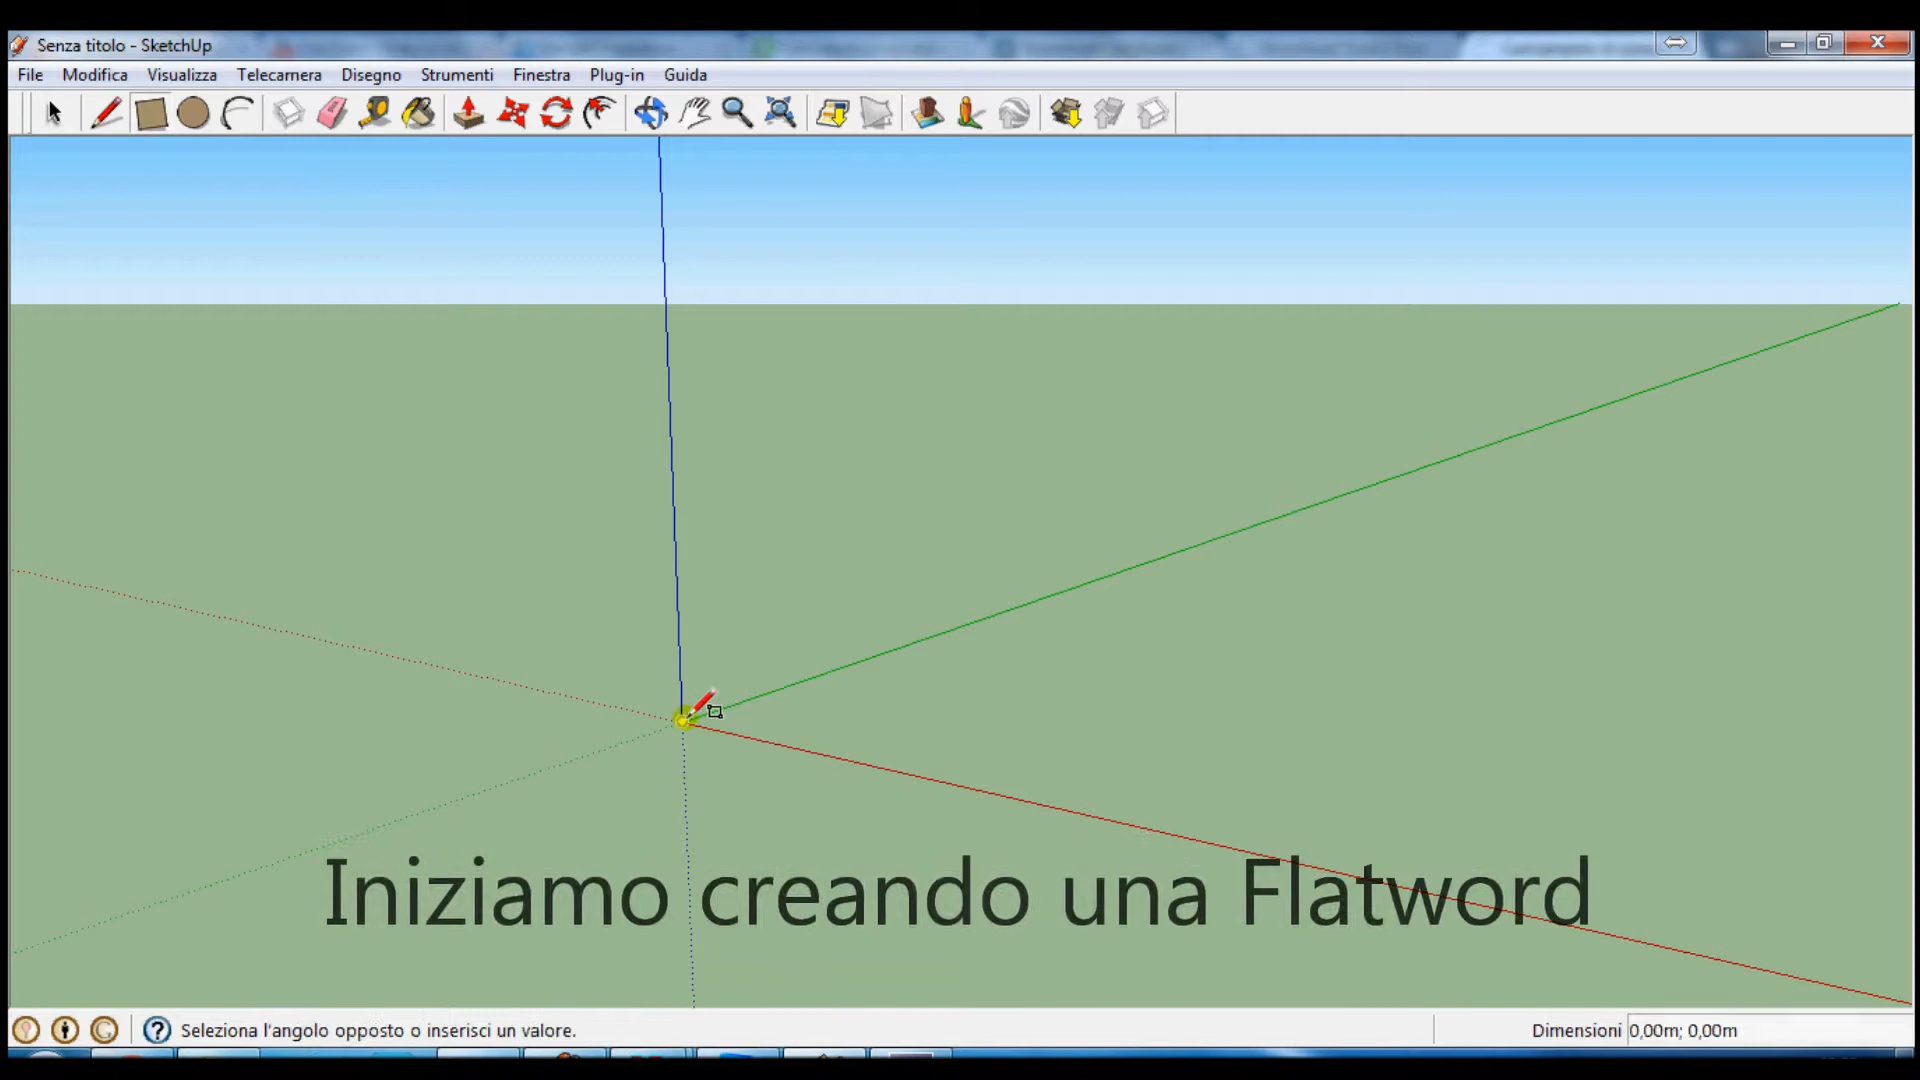 Senza titolo - SketchUp
File Modifica Visualizza Telecamera Disegno Strumenti Finestra Plug-in Guida
Iniziamo creando una Flatword
Seleziona l'angolo opposto o inserisci un valore.
Dimensioni 0,00m; 0,00m